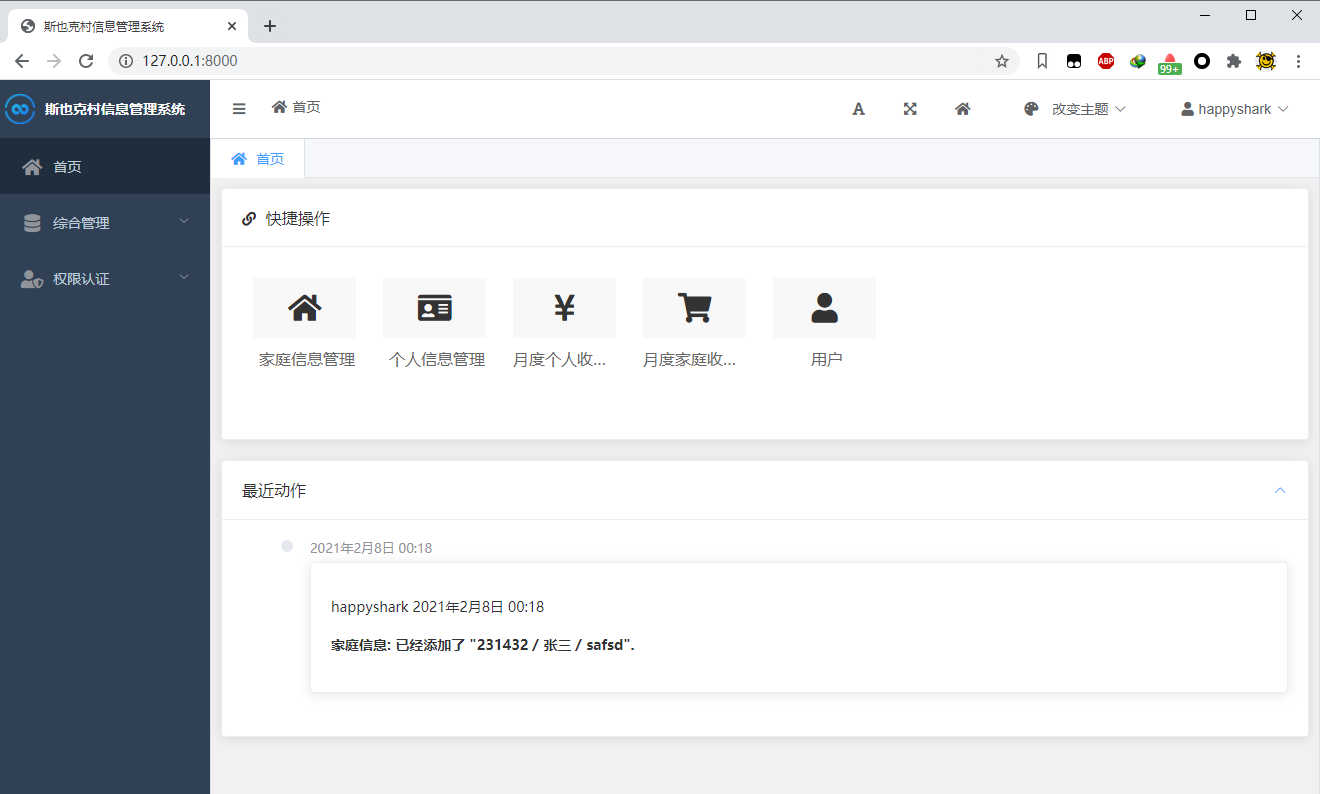 斯也克村信息管理系统
127.0.0.1:8000
ABP
99+
斯也克村信息管理系统
首页
A
改变主题
happyshark
首页
综合管理
权限认证
首页
快捷操作
¥
家庭信息管理
个人信息管理
月度个人收...
月度家庭收...
用户
最近动作
2021年2月8日 00:18
happyshark 2021年2月8日 00:18
家庭信息: 已经添加了 "231432 / 张三 / safsd".